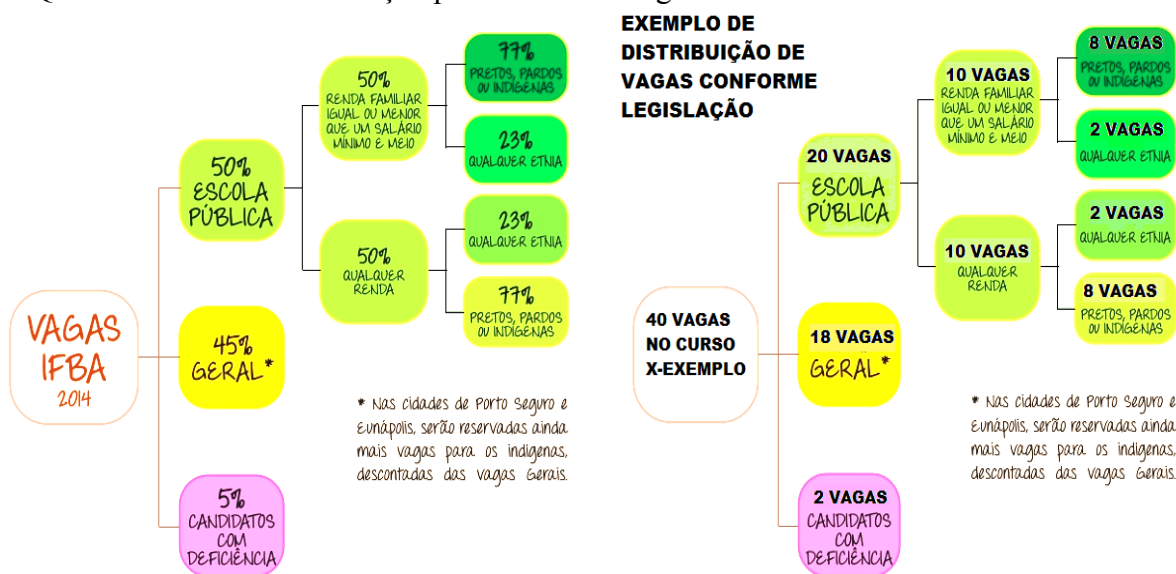 VAGAS
IFBA
2014
50%
ESCOLA
PÚBLICA
50%
RENDA FAMILIAR
IGUAL OU MENOR
QUE UM SALÁRIO
MÍNIMO E MEIO
77%
PRETOS, PARDOS
OU INDÍGENAS
23%
QUALQUER ETNIA
50%
QUALQUER
RENDA
23%
QUALQUER ETNIA
77%
PRETOS, PARDOS
OU INDÍGENAS
45%
GERAL*
* Nas cidades de Porto Seguro e
Eunápolis, serão reservadas ainda
mais vagas para os indígenas,
descontadas das vagas Gerais.
5%
CANDIDATOS
COM
DEFICIÊNCIA
EXEMPLO DE
DISTRIBUIÇÃO DE
VAGAS CONFORME
LEGISLAÇÃO
40 VAGAS
NO CURSO
X-EXEMPLO
20 VAGAS
ESCOLA
PÚBLICA
10 VAGAS
RENDA FAMILIAR
IGUAL OU MENOR
QUE UM SALÁRIO
MÍNIMO E MEIO
8 VAGAS
PRETOS, PARDOS
OU INDÍGENAS
2 VAGAS
QUALQUER ETNIA
10 VAGAS
QUALQUER
RENDA
2 VAGAS
QUALQUER ETNIA
8 VAGAS
PRETOS, PARDOS
OU INDÍGENAS
18 VAGAS
GERAL*
* Nas cidades de Porto Seguro e
Eunápolis, serão reservadas ainda
mais vagas para os indígenas,
descontadas das vagas Gerais.
2 VAGAS
CANDIDATOS
COM
DEFICIÊNCIA